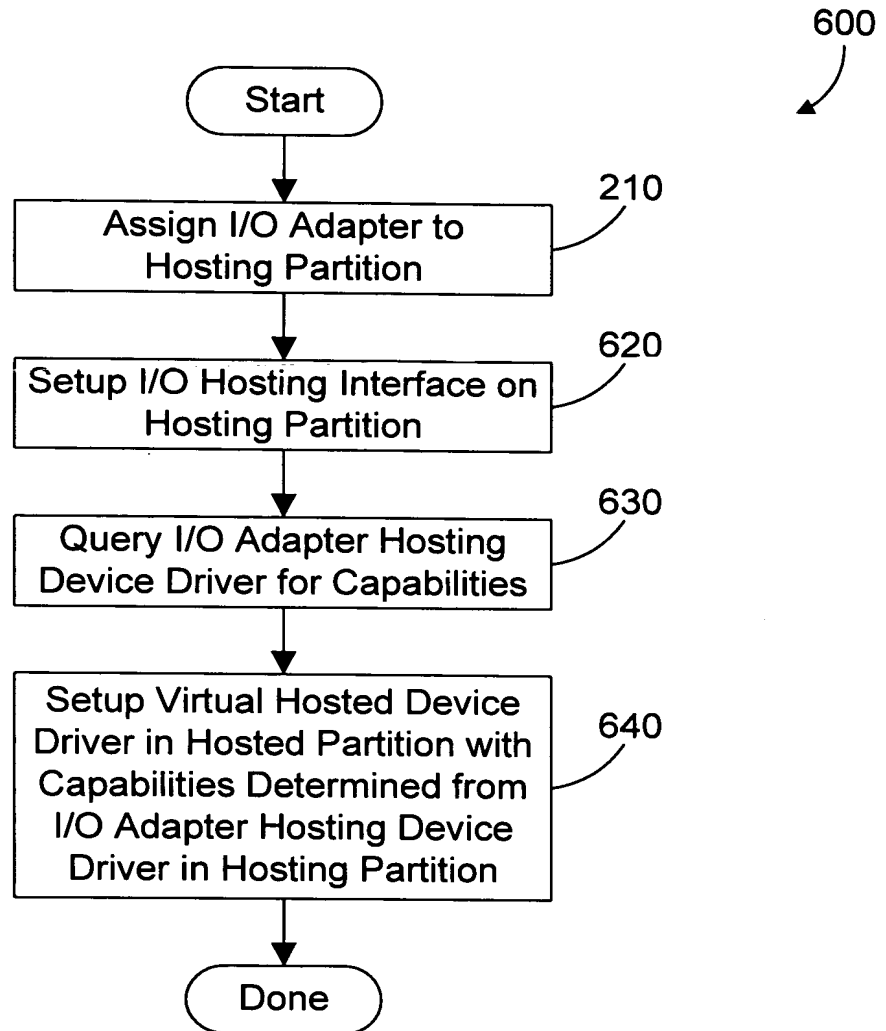 600
Start
210
Assign I/O Adapter to
Hosting Partition
620
Setup I/O Hosting Interface on
Hosting Partition
630
Query I/O Adapter Hosting
Device Driver for Capabilities
Setup Virtual Hosted Device
Driver in Hosted Partition with
640
Capabilities Determined from
I/O Adapter Hosting Device
Driver in Hosting Partition
Done